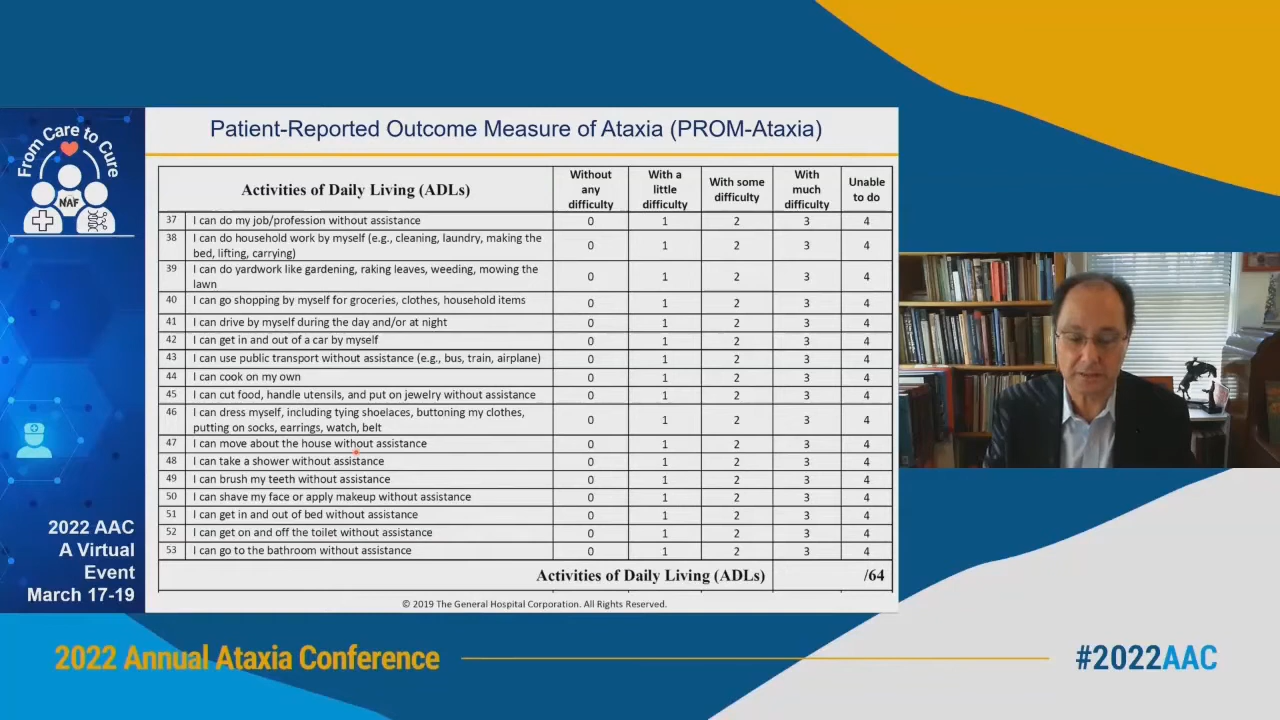 From Care to Cure
NAF
2022 AAC
A Virtual
Event
March 17-19
Patient-Reported Outcome Measure of Ataxia (PROM-Ataxia)
Activities of Daily Living (ADLs) Without any difficulty With a little difficulty With some difficulty With much difficulty Unable to do
37 I can do my job/profession without assistance 0 1 2 3 4
38 I can do household work by myself (e.g., cleaning, laundry, making the
bed, lifting, carrying) 0 1 2 3 4
39 I can do yardwork like gardening, raking leaves, weeding, mowing the
lawn 0 1 2 3 4
40 I can go shopping by myself for groceries, clothes, household items 0 1 2 3 4
41 I can drive by myself during the day and/or at night 0 1 2 3 4
42 I can get in and out of a car by myself 0 1 2 3 4
43 I can use public transport without assistance (e.g., bus, train, airplane) 0 1 2 3 4
44 I can cook on my own 0 1 2 3 4
45 I can cut food, handle utensils, and put on jewelry without assistance 0 1 2 3 4
46 I can dress myself, including tying shoelaces, buttoning my clothes,
putting on socks, earrings, watch, belt 0 1 2 3 4
47 I can move about the house without assistance 0 1 2 3 4
48 I can take a shower without assistance 0 1 2 3 4
49 I can brush my teeth without assistance 0 1 2 3 4
50 I can shave my face or apply makeup without assistance 0 1 2 3 4
51 I can get in and out of bed without assistance 0 1 2 3 4
52 I can get on and off the toilet without assistance 0 1 2 3 4
53 I can go to the bathroom without assistance 0 1 2 3 4
Activities of Daily Living (ADLs) /64
© 2019 The General Hospital Corporation. All Rights Reserved.
2022 Annual Ataxia Conference
#2022AAC